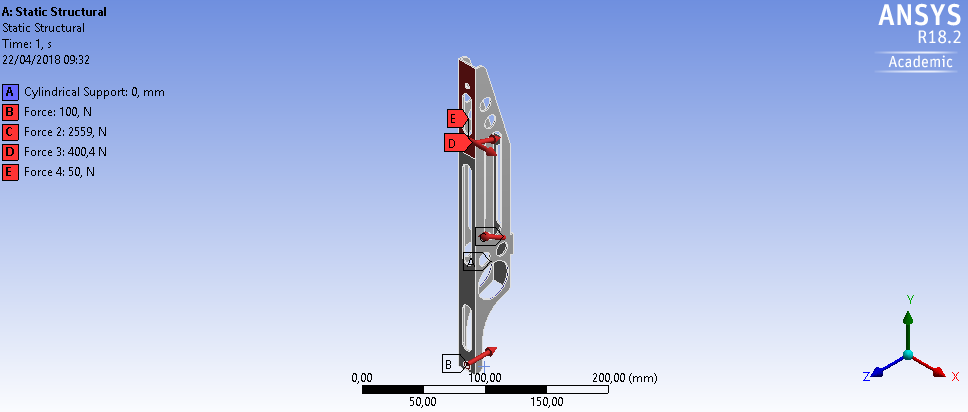 A: Static Structural
Static Structural
Time: 1, s
22/04/2018 09:32
A Cylindrical Support: 0, mm
B Force: 100, N
C Force 2: 2559, N
D Force 3: 400,4 N
E Force 4: 50, N
ANSYS
R18.2
Academic
E
D
A
B
0,00 100,00 200,00 (mm)
50,00 150,00
Y
Z X